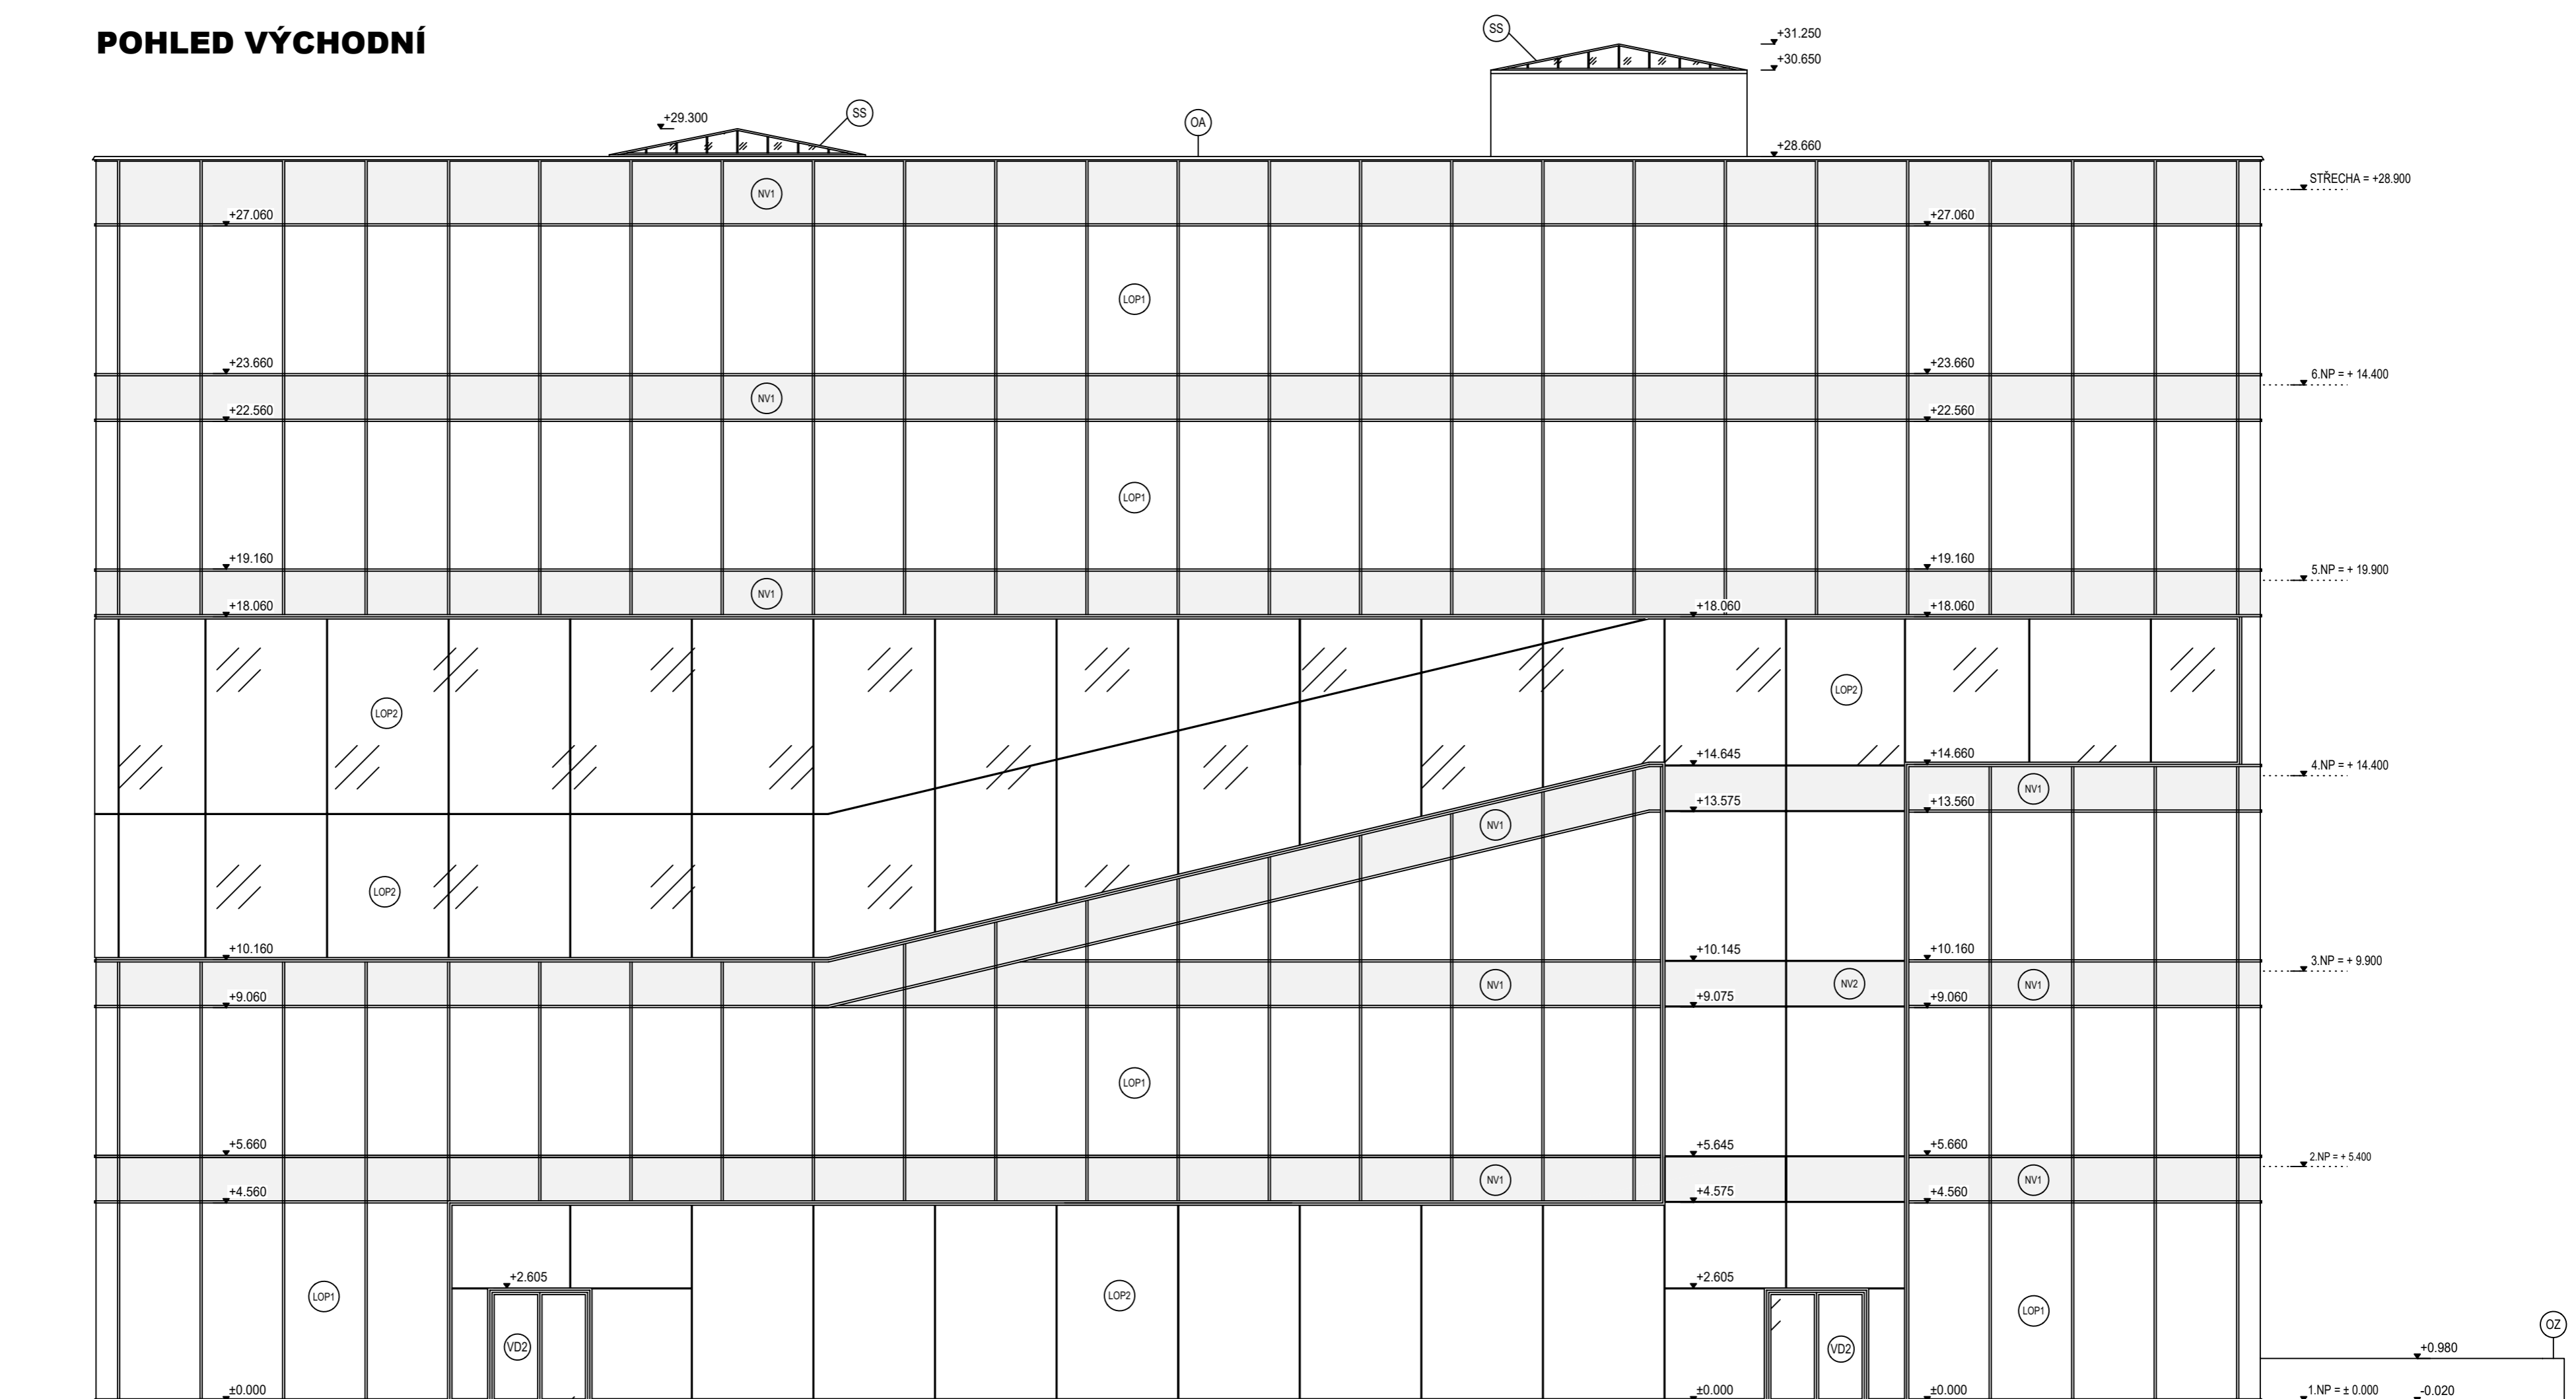 POHLED VÝCHODNÍ
SS
+31.250
+30.650
+29.300
SS
OA
+28.660
NV1
STŘECHA = +28.900
+27.060
+27.060
LOP1
+23.660
+23.660
6.NP = + 14.400
NV1
+22.560
+22.560
LOP1
+19.160
+19.160
5.NP = + 19.900
NV1
+18.060
+18.060
+18.060
LOP2
LOP2
+14.645
+14.660
4.NP = + 14.400
NV1
+13.575
+13.560
NV1
LOP2
+10.160
+10.145
+10.160
3.NP = + 9.900
NV1
NV2
NV1
+9.060
+9.075
+9.060
LOP1
+5.660
+5.645
+5.660
2.NP = + 5.400
NV1
NV1
+4.560
+4.575
+4.560
+2.605
+2.605
LOP1
LOP2
LOP1
OZ
VD2
VD2
+0.980
±0.000
±0.000
±0.000
1.NP = ± 0.000
-0.020